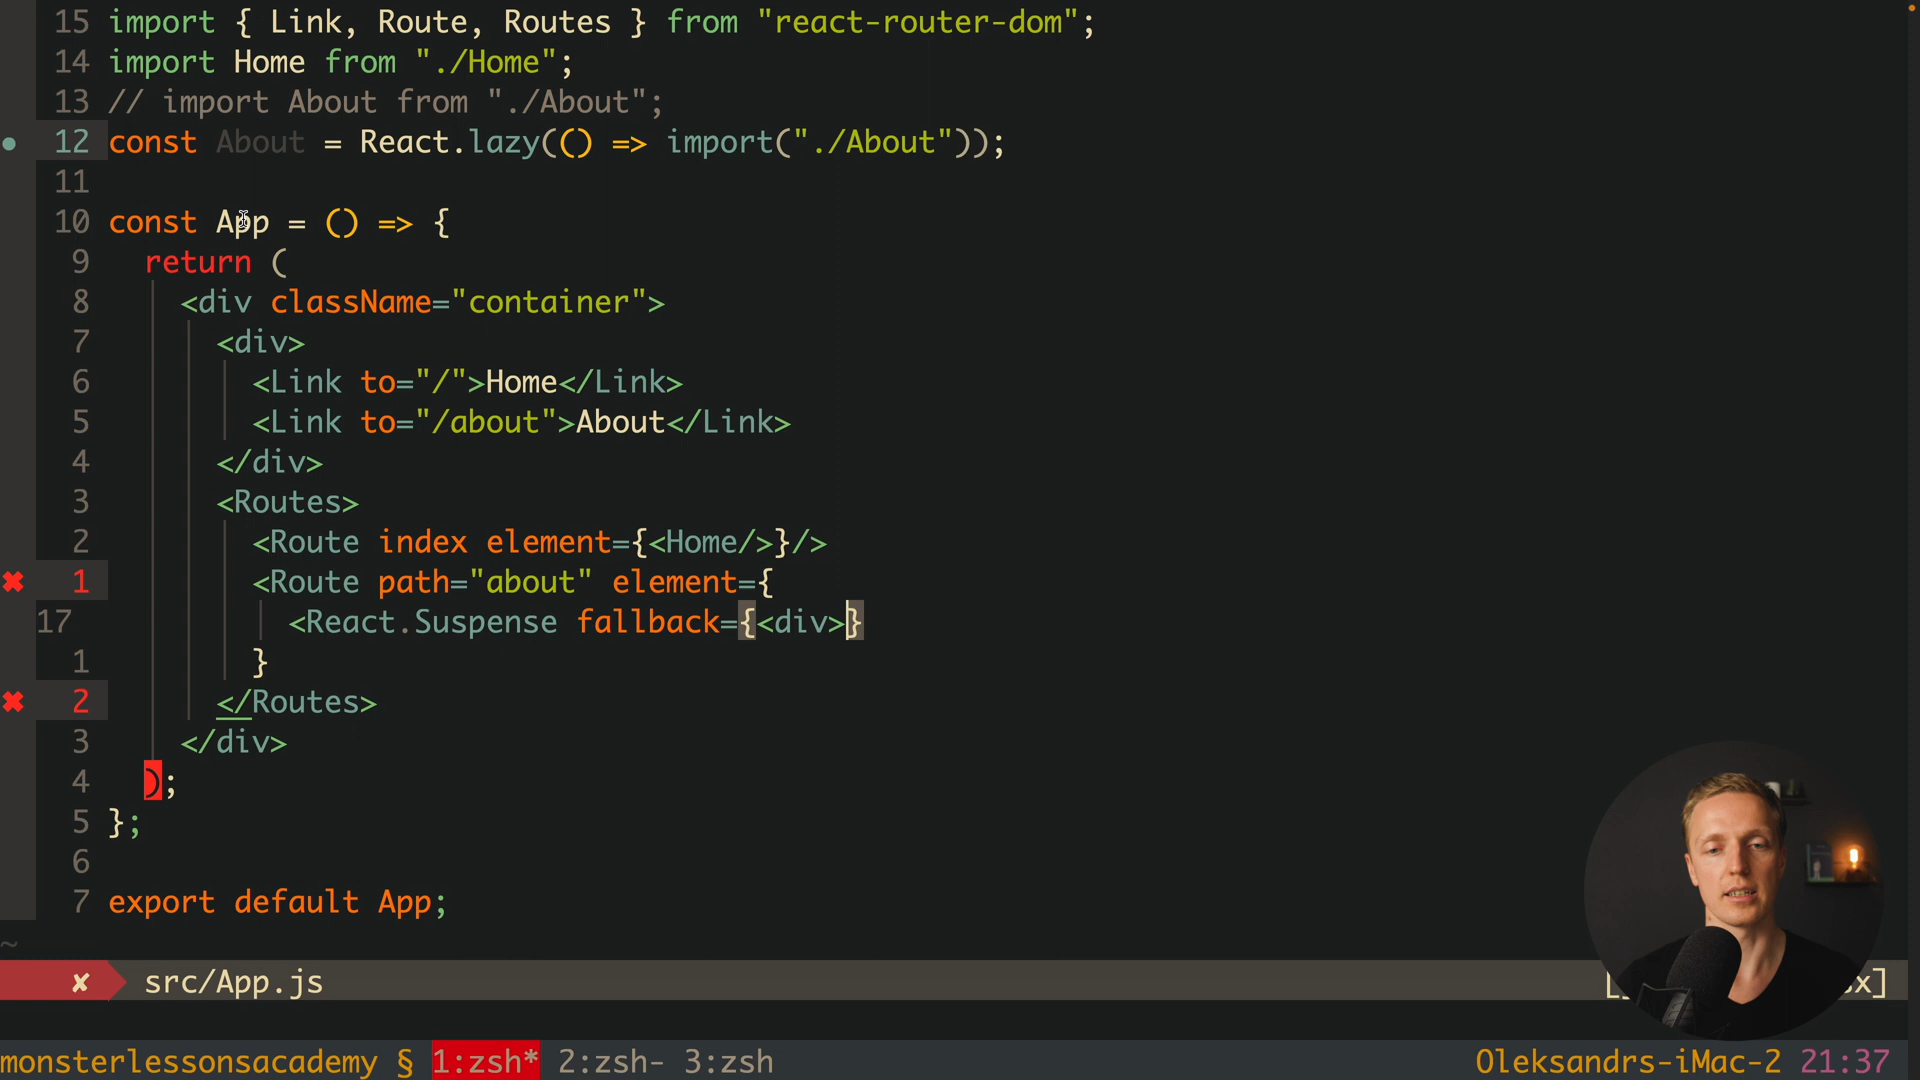 15 import { Link, Route, Routes } from "react-router-dom";
14 import Home from "./Home";
13 // import About from "./About";
12 const About = React.lazy(() => import("./About"));
11
10 const App = () => {
9 return (
8 <div className="container">
7 <div>
6 <Link to="/">Home</Link>
5 <Link to="/about">About</Link>
4 </div>
3 <Routes>
2 <Route index element={<Home/>}/>
1 <Route path="about" element={
17 <React.Suspense fallback={<div>}
1 }
2 </Routes>
3 </div>
4 );
5 };
6
7 export default App;
~
✘ src/App.js
monsterlessonsacademy § 1:zsh* 2:zsh- 3:zsh Oleksandrs-iMac-2 21:37